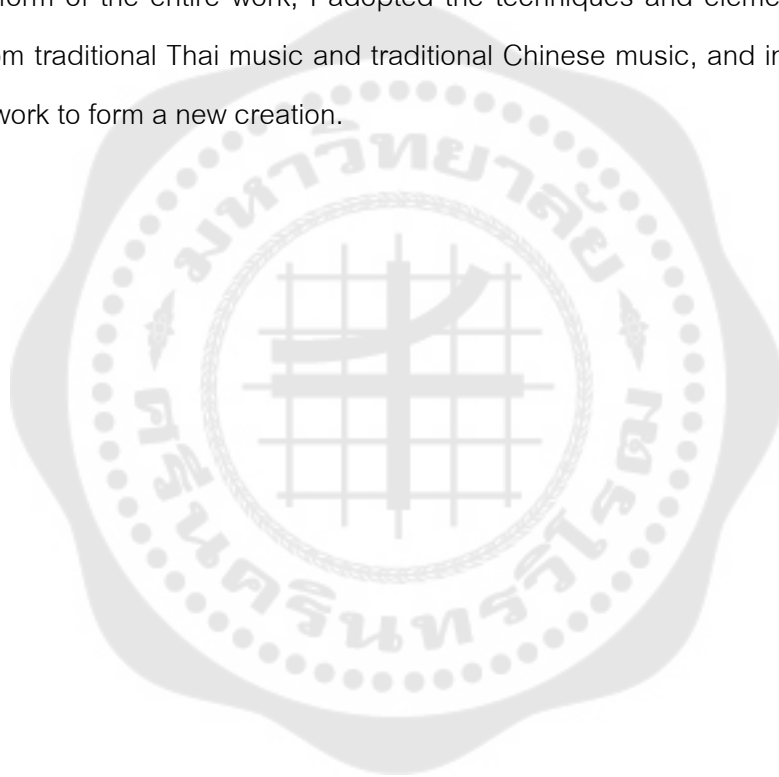 form of the entire work, I adopted the techniques and eleme
om traditional Thai music and traditional Chinese music, and in
work to form a new creation.
มหาวิทยาลัย
ศรีนครินทรวิโรฒ